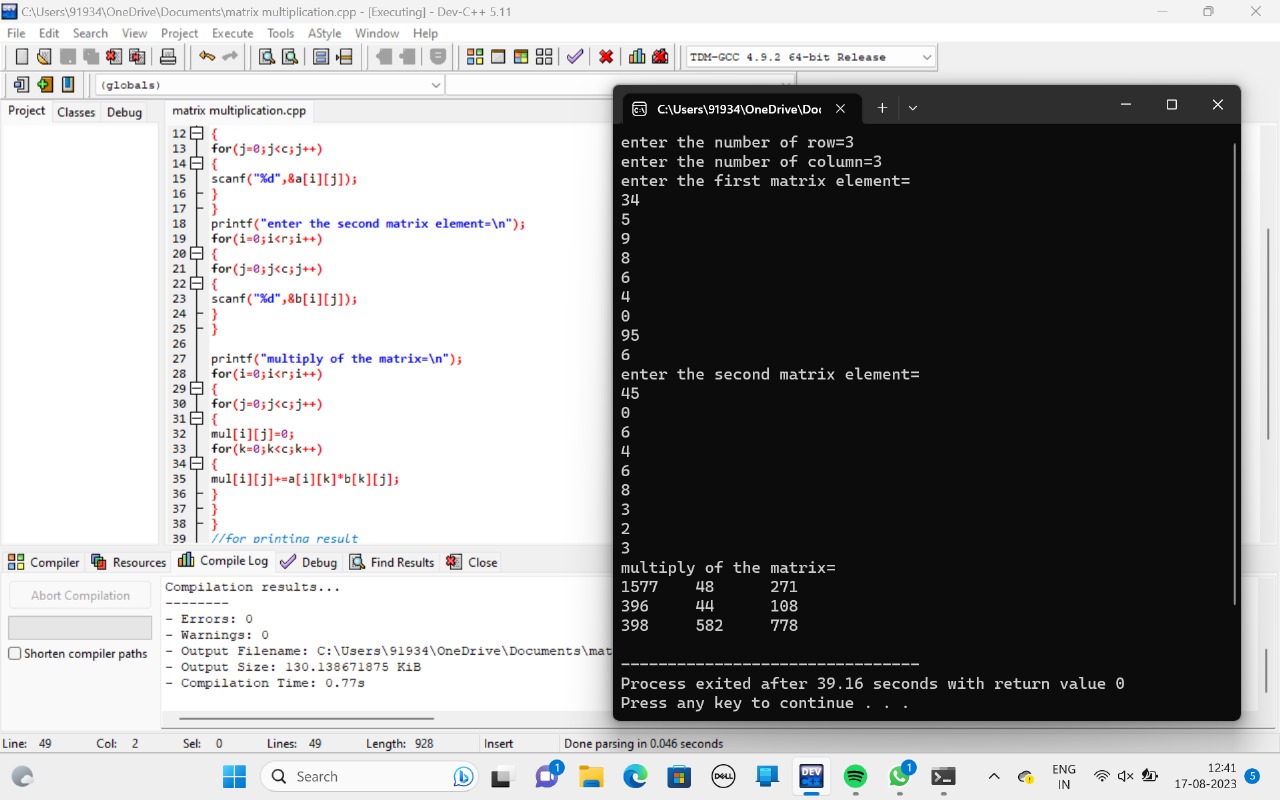 C:\Users\91934\OneDrive\Documents\matrix multiplication.cpp - [Executing] - Dev-C++ 5.11
File Edit Search View Project Execute Tools AStyle Window Help
TDM-GCC 4.9.2 64-bit Release
(globals)
Project Classes Debug
matrix multiplication.cpp
12 {
13 for(j=0;j<c;j++)
14 {
15 scanf("%d",&a[i][j]);
16 }
17 }
18 printf("enter the second matrix element=\n");
19 for(i=0;i<r;i++)
20 {
21 for(j=0;j<c;j++)
22 {
23 scanf("%d",&b[i][j]);
24 }
25 }
26
27 printf("multiply of the matrix=\n");
28 for(i=0;i<r;i++)
29 {
30 for(j=0;j<c;j++)
31 {
32 mul[i][j]=0;
33 for(k=0;k<c;k++)
34 {
35 mul[i][j]+=a[i][k]*b[k][j];
36 }
37 }
38 }
39 //for printing result
C:\Users\91934\OneDrive\Doc
enter the number of row=3
enter the number of column=3
enter the first matrix element=
34
5
9
8
6
4
0
95
6
enter the second matrix element=
45
0
6
4
6
8
3
2
3
multiply of the matrix=
1577 48 271
396 44 108
398 582 778
--------------------------------
Process exited after 39.16 seconds with return value 0
Press any key to continue . . .
Compiler Resources Compile Log Debug Find Results Close
Abort Compilation
Shorten compiler paths
Compilation results...
--------
- Errors: 0
- Warnings: 0
- Output Filename: C:\Users\91934\OneDrive\Documents\mat
- Output Size: 130.138671875 KiB
- Compilation Time: 0.77s
Line: 49 Col: 2 Sel: 0 Lines: 49 Length: 928 Insert Done parsing in 0.046 seconds
Search
1
DELL
DEV
1
ENG
IN
12:41
17-08-2023
5